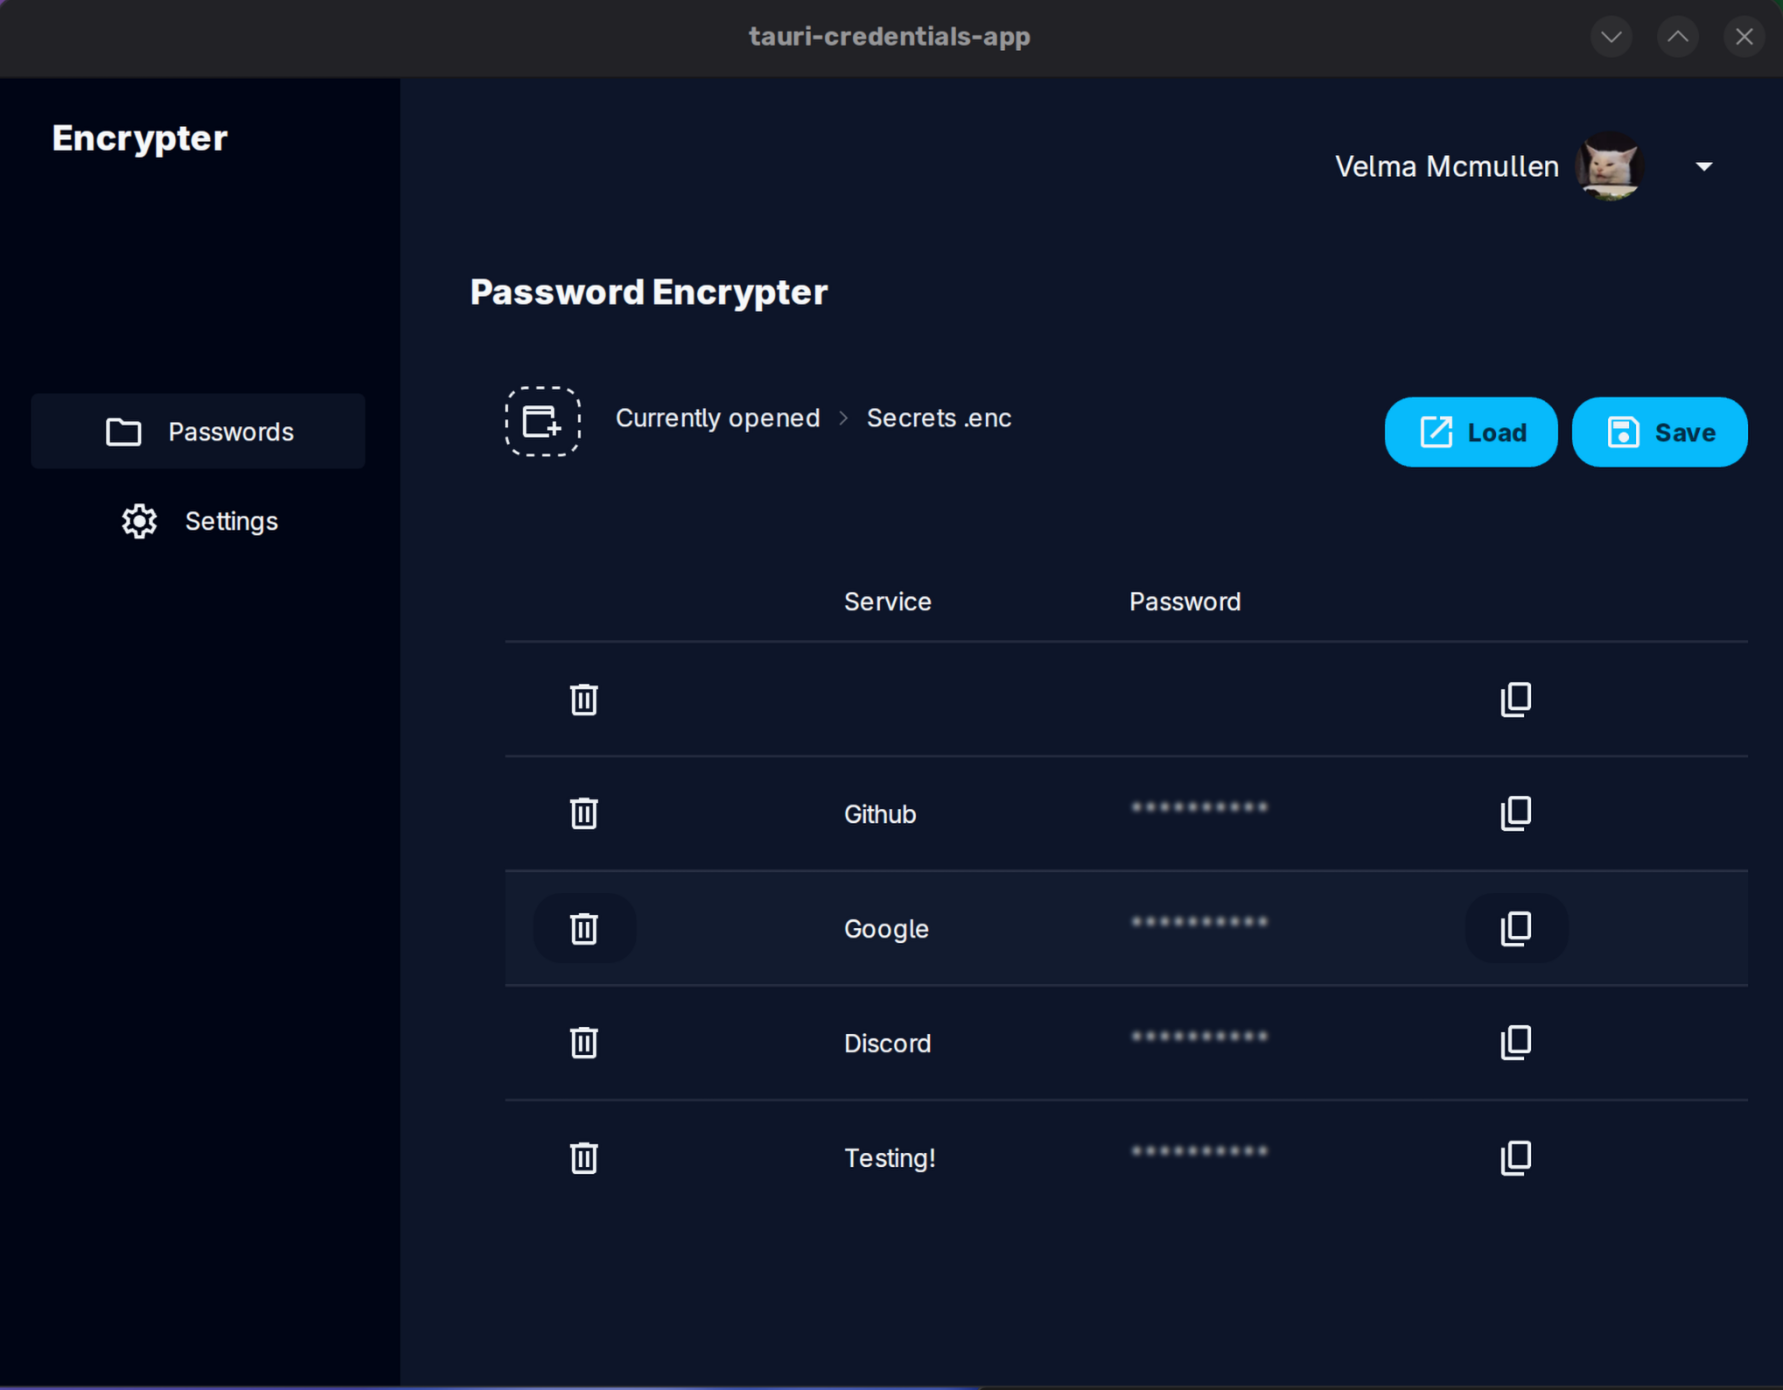 tauri-credentials-app
Encrypter
Velma Mcmullen
Password Encrypter
Currently opened > Secrets .enc
Load
Save
Passwords
Settings
Service Password
Github **********
Google **********
Discord **********
Testing! **********